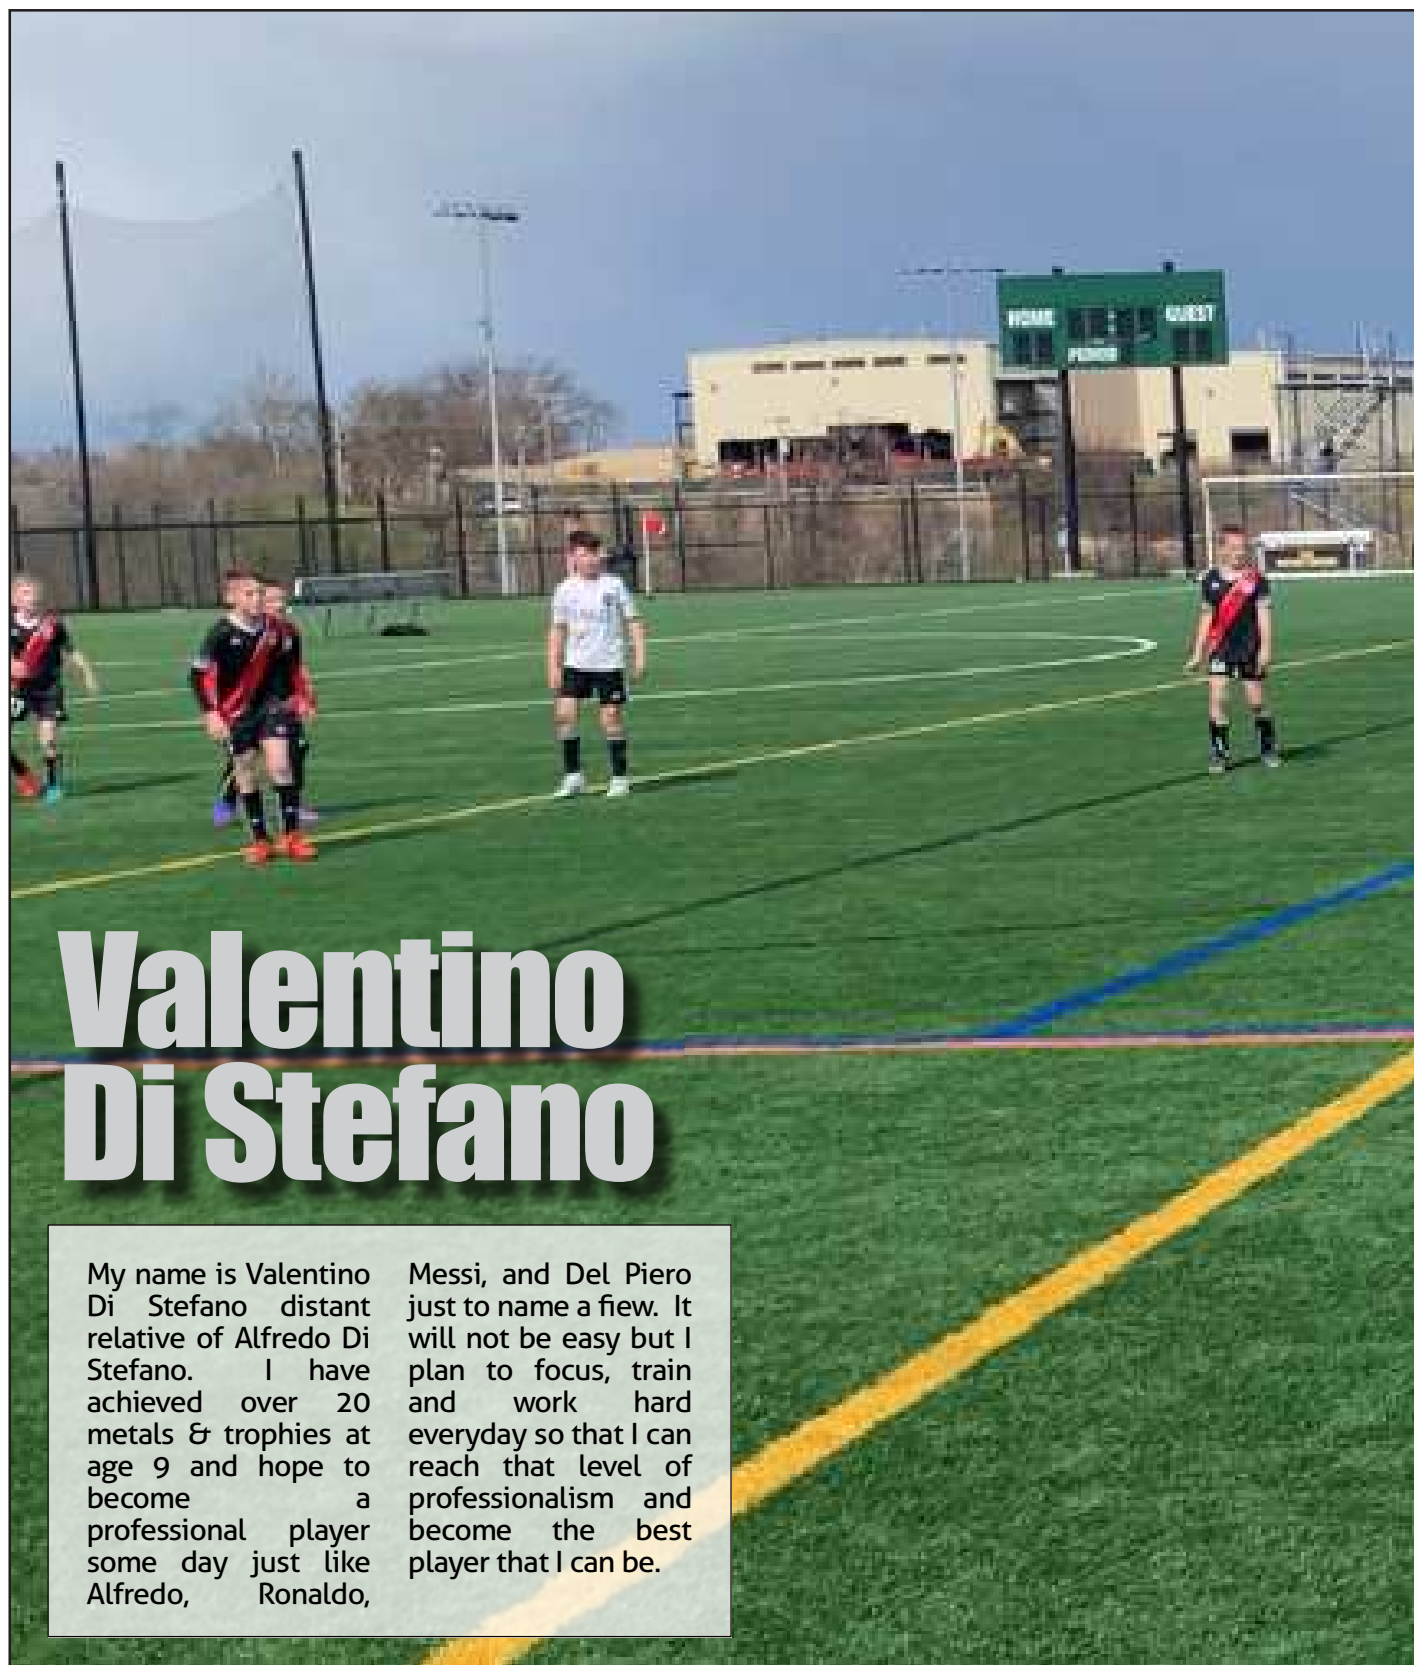 HOME
GUEST
PERIOD
Valentino
Di Stefano
My name is Valentino
Di Stefano distant
relative of Alfredo Di
Stefano. I have
achieved over 20
metals & trophies at
age 9 and hope to
become a
professional player
some day just like
Alfredo, Ronaldo,
Messi, and Del Piero
just to name a fiew. It
will not be easy but I
plan to focus, train
and work hard
everyday so that I can
reach that level of
professionalism and
become the best
player that I can be.